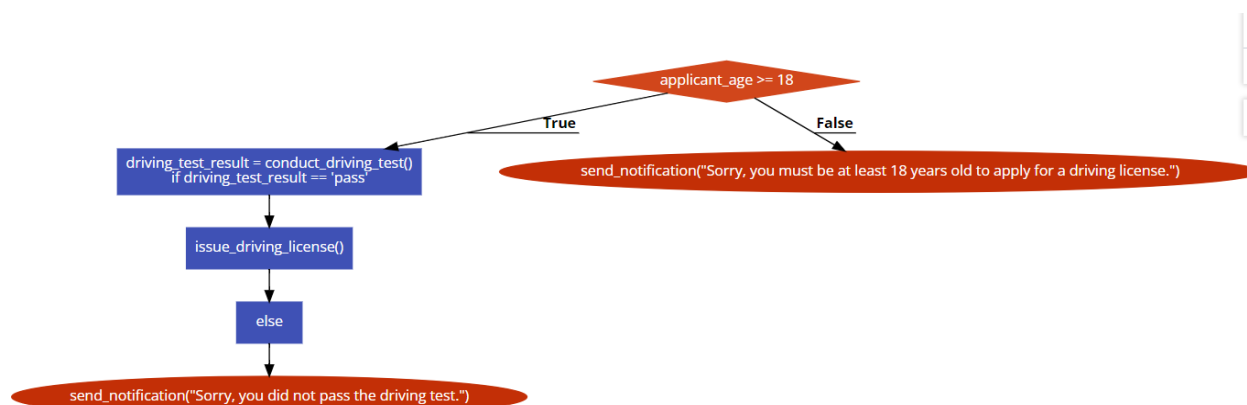 applicant_age >= 18
True
False
driving_test_result = conduct_driving_test()
if driving_test_result == 'pass'
send_notification("Sorry, you must be at least 18 years old to apply for a driving license.")
issue_driving_license()
else
send_notification("Sorry, you did not pass the driving test.")